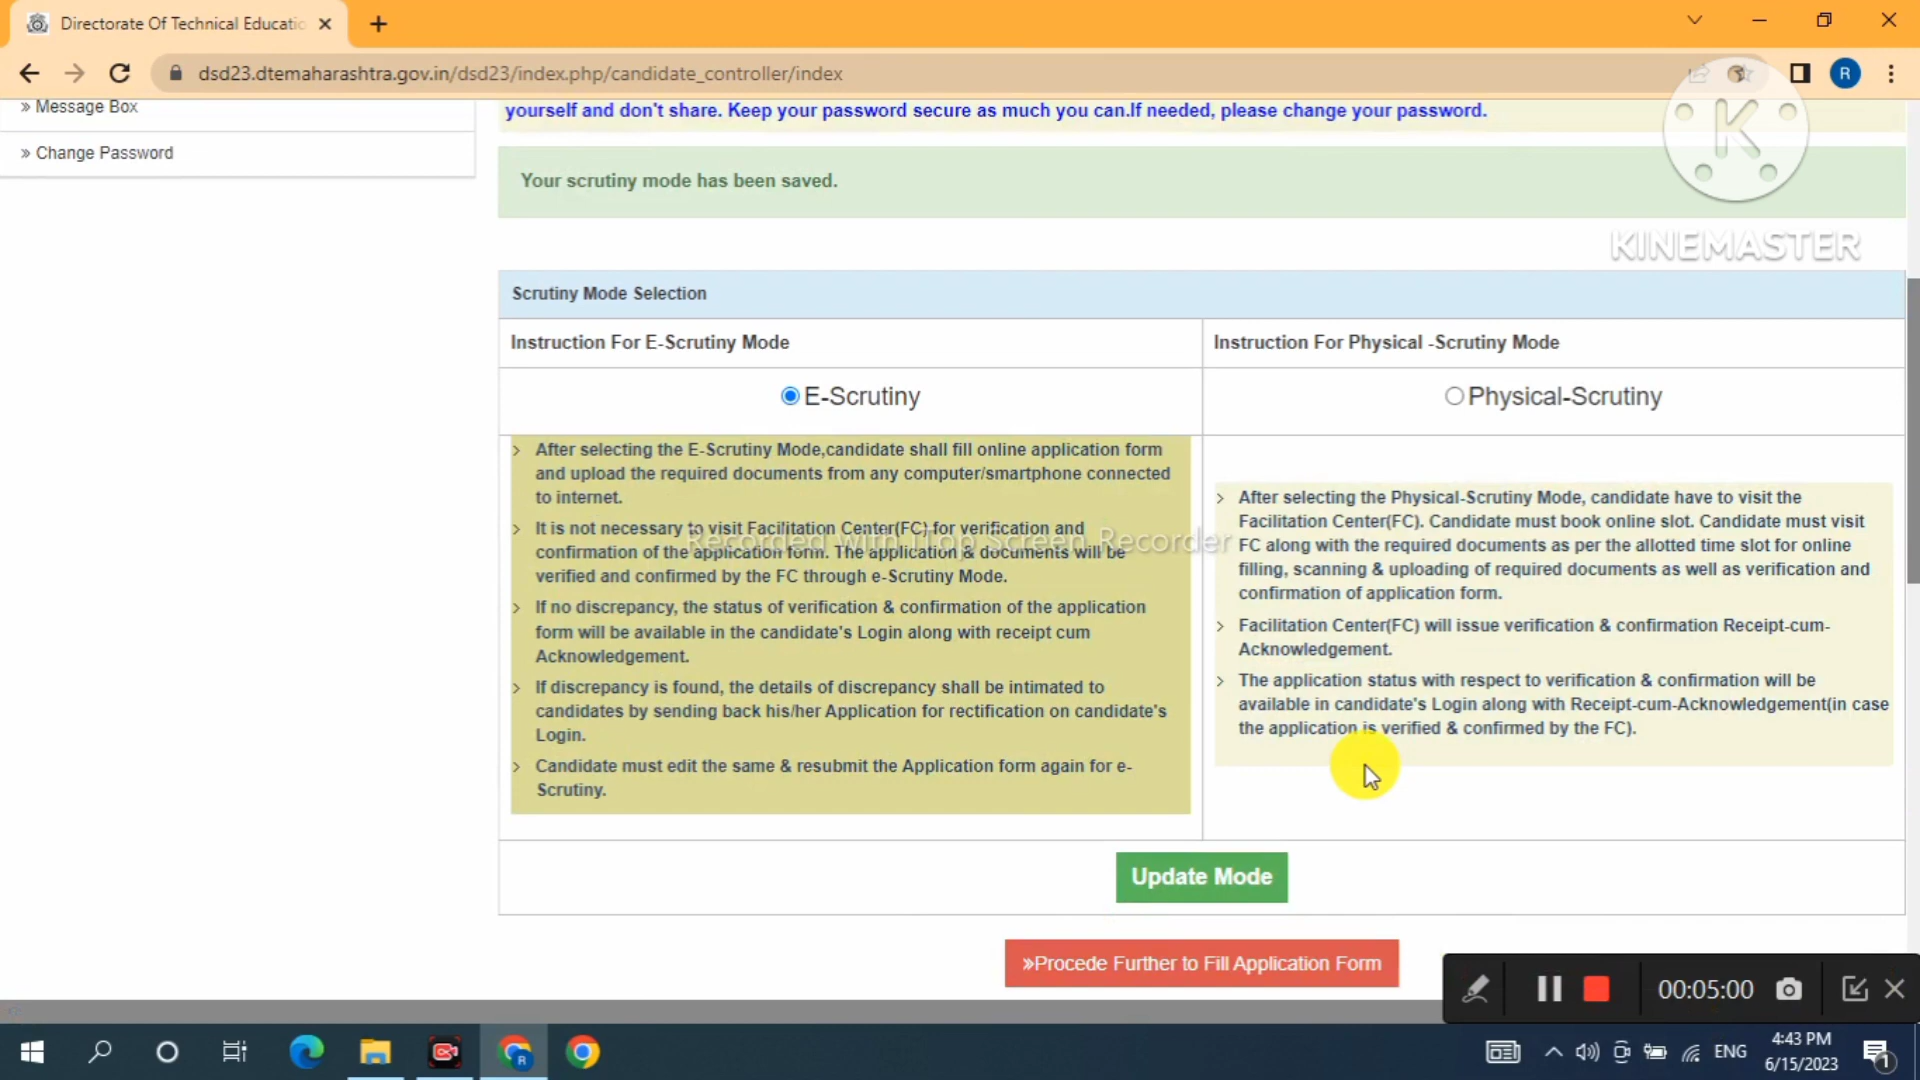 Directorate Of Technical Educatio
dsd23.dtemaharashtra.gov.in/dsd23/index.php/candidate_controller/index
R
» Message Box
» Change Password
yourself and don't share. Keep your password secure as much you can.If needed, please change your password.
Your scrutiny mode has been saved.
K
KINEMASTER
Scrutiny Mode Selection
Instruction For E-Scrutiny Mode
Instruction For Physical -Scrutiny Mode
E-Scrutiny
Physical-Scrutiny
After selecting the E-Scrutiny Mode,candidate shall fill online application form
and upload the required documents from any computer/smartphone connected
to internet.
It is not necessary to visit Facilitation Center(FC) for verification and
confirmation of the application form. The application & documents will be
verified and confirmed by the FC through e-Scrutiny Mode.
If no discrepancy, the status of verification & confirmation of the application
form will be available in the candidate's Login along with receipt cum
Acknowledgement.
If discrepancy is found, the details of discrepancy shall be intimated to
candidates by sending back his/her Application for rectification on candidate's
Login.
Candidate must edit the same & resubmit the Application form again for e-
Scrutiny.
After selecting the Physical-Scrutiny Mode, candidate have to visit the
Facilitation Center(FC). Candidate must book online slot. Candidate must visit
FC along with the required documents as per the allotted time slot for online
filling, scanning & uploading of required documents as well as verification and
confirmation of application form.
Facilitation Center(FC) will issue verification & confirmation Receipt-cum-
Acknowledgement.
The application status with respect to verification & confirmation will be
available in candidate's Login along with Receipt-cum-Acknowledgement(in case
the application is verified & confirmed by the FC).
Recorded with iTop Screen Recorder
Update Mode
»Procede Further to Fill Application Form
00:05:00
R
ENG
4:43 PM
6/15/2023
1